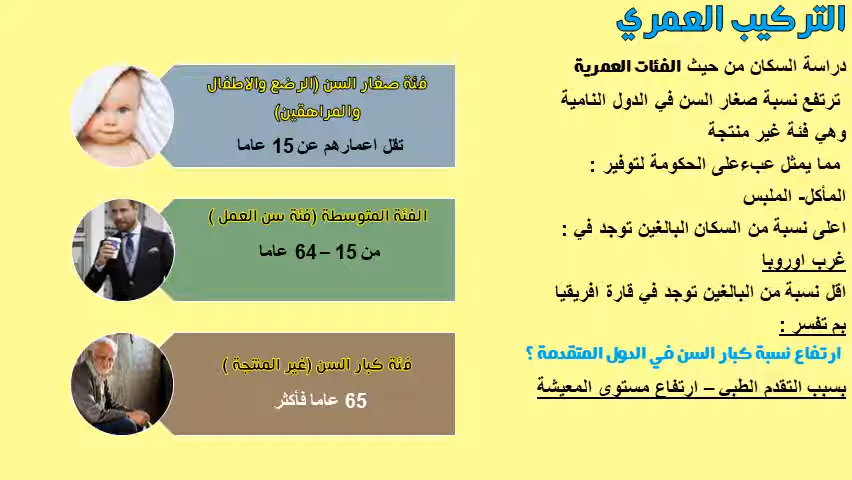 التركيب العمري
دراسة السكان من حيث الفئات العمرية
ترتفع نسبة صغار السن في الدول النامية
وهي فئة غير منتجة
مما يمثل عبءعلى الحكومة لتوفير :
المأكل- الملبس
اعلى نسبة من السكان البالغين توجد في :
غرب اوروبا
اقل نسبة من البالغين توجد في قارة افريقيا
بم تفسر :
ارتفاع نسبة كبار السن في الدول المتقدمة ؟
بسبب التقدم الطبي – ارتفاع مستوى المعيشة
فئة صغار السن (الرضع والاطفال
والمراهقين)
تقل اعمارهم عن 15 عاما
الفئة المتوسطة (فئة سن العمل )
من 15 – 64 عاما
فئة كبار السن (غير المنتجة )
65 عاما فأكثر